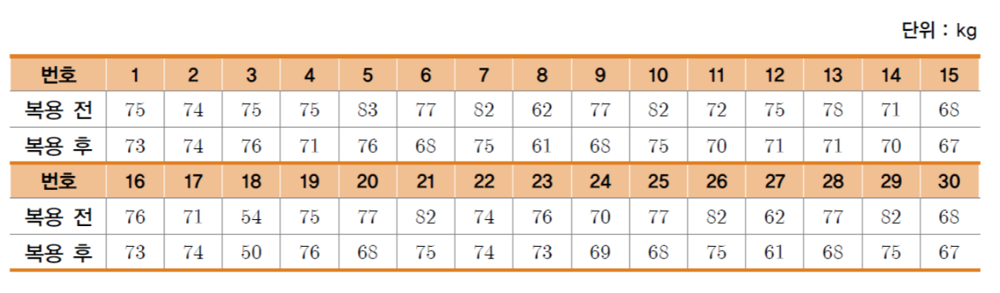 단위 : kg
번호 1 2 3 4 5 6 7 8 9 10 11 12 13 14 15
복용 전 75 74 75 75 83 77 82 62 77 82 72 75 78 71 68
복용 후 73 74 76 71 76 68 75 61 68 75 70 71 71 70 67
번호 16 17 18 19 20 21 22 23 24 25 26 27 28 29 30
복용 전 76 71 54 75 77 82 74 76 70 77 82 62 77 82 68
복용 후 73 74 50 76 68 75 74 73 69 68 75 61 68 75 67